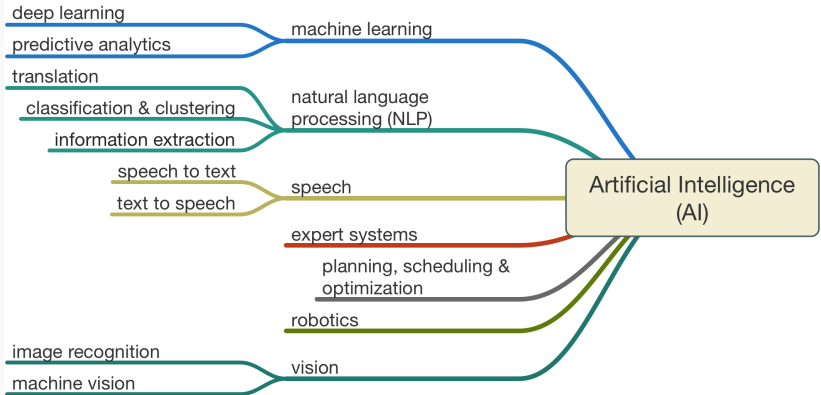 deep learning
machine learning
predictive analytics
translation
natural language
processing (NLP)
classification & clustering
information extraction
speech to text
speech
text to speech
Artificial Intelligence
(AI)
expert systems
planning, scheduling &
optimization
robotics
image recognition
vision
machine vision